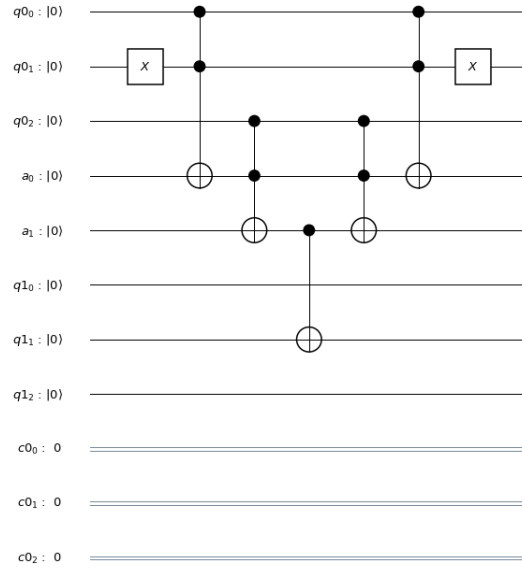 q0₀ : |0⟩
q0₁ : |0⟩ X X
q0₂ : |0⟩
a₀ : |0⟩
a₁ : |0⟩
q1₀ : |0⟩
q1₁ : |0⟩
q1₂ : |0⟩
c0₀ : 0
c0₁ : 0
c0₂ : 0